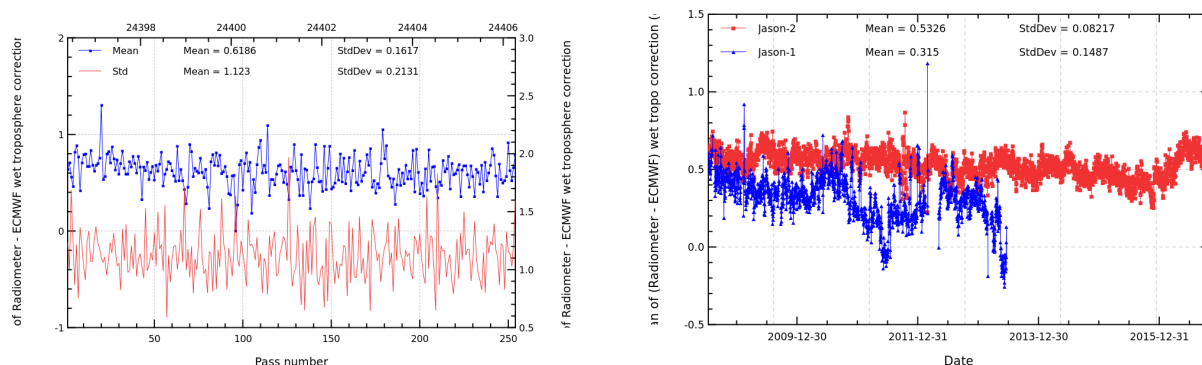 24398 24400 24402 24404 24406
of Radiometer - ECMWF wet troposphere correction
2
1
0
-1
Mean Mean = 0.6186 StdDev = 0.1617
Std Mean = 1.123 StdDev = 0.2131
3.0
2.5
2.0
1.5
1.0
0.5
of Radiometer - ECMWF wet troposphere correction
50 100 150 200 250
Pass number
an of (Radiometer - ECMWF) wet tropo correction (
1.5
1.0
0.5
0.0
-0.5
Jason-2 Mean = 0.5326 StdDev = 0.08217
Jason-1 Mean = 0.315 StdDev = 0.1487
2009-12-30 2011-12-31 2013-12-30 2015-12-31
Date